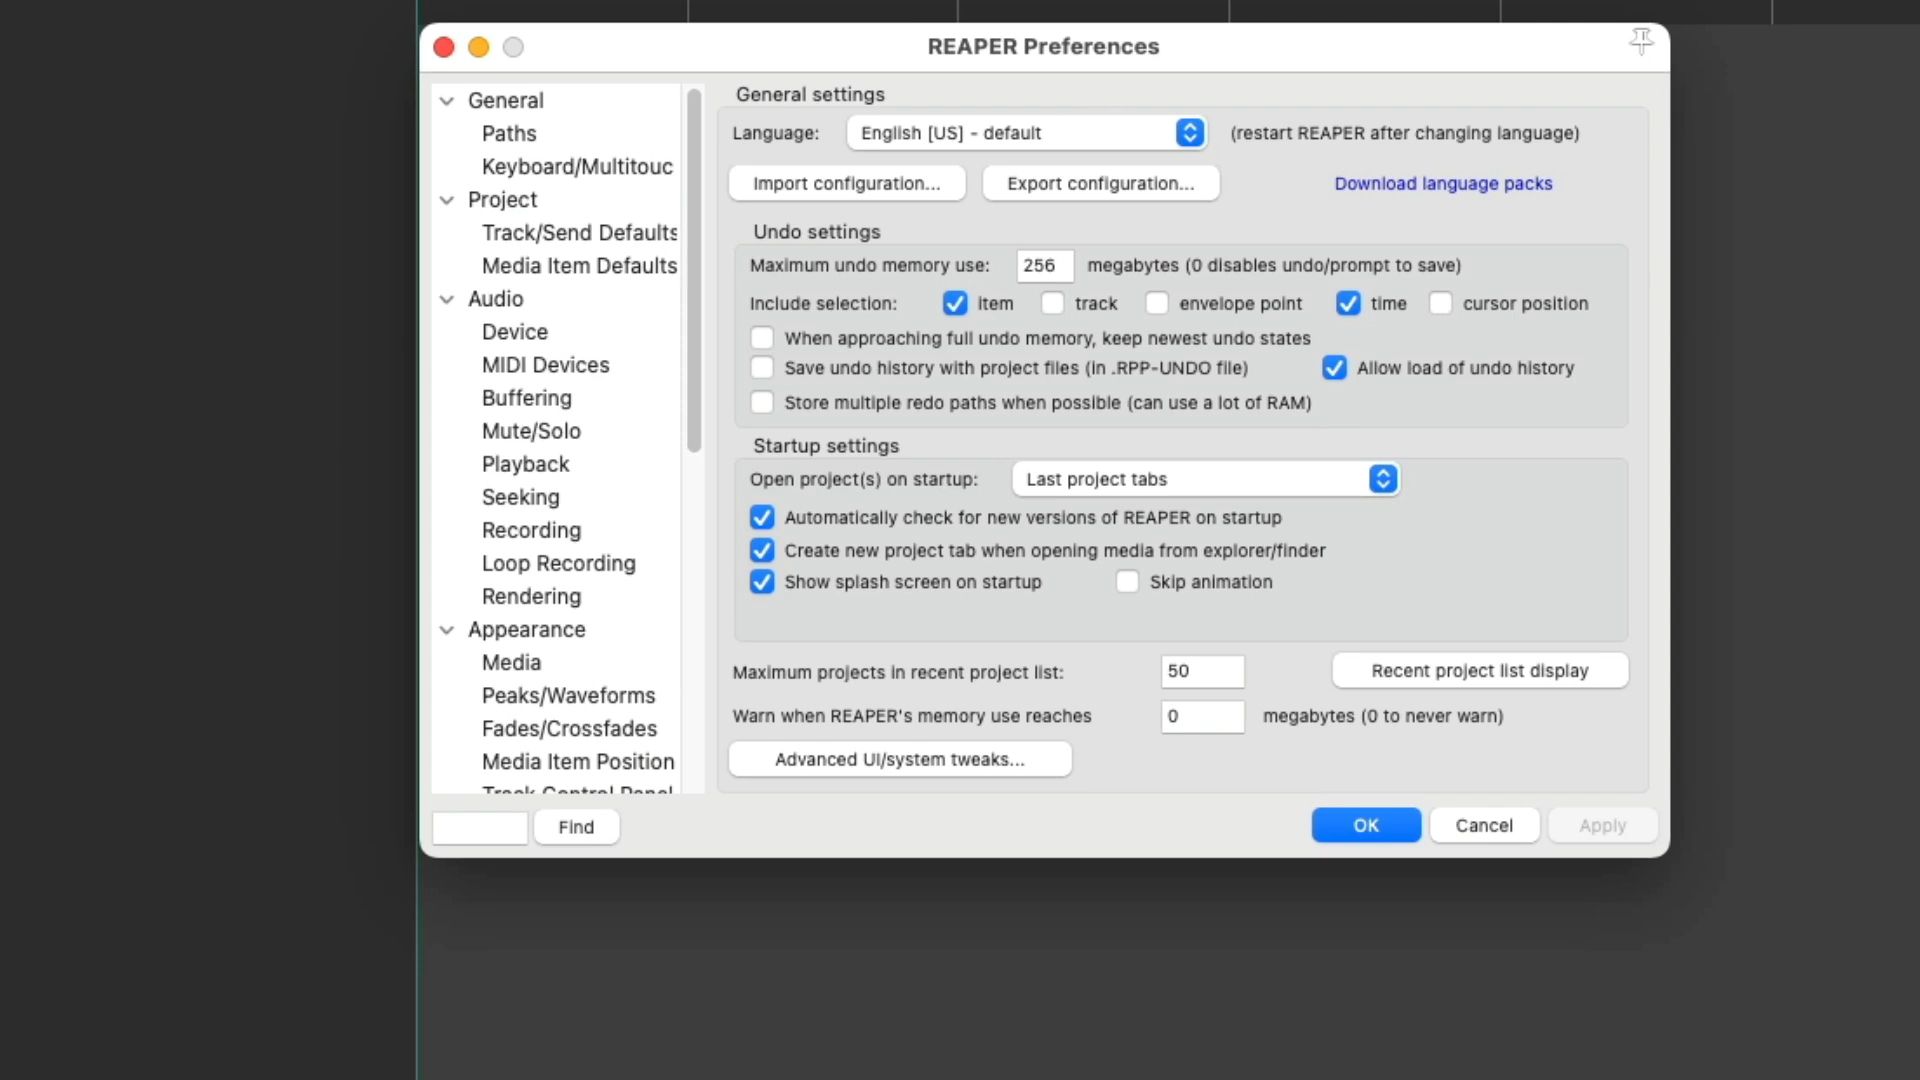 REAPER Preferences
General
Paths
Keyboard/Multitouc
Project
Track/Send Defaults
Media Item Defaults
Audio
Device
MIDI Devices
Buffering
Mute/Solo
Playback
Seeking
Recording
Loop Recording
Rendering
Appearance
Media
Peaks/Waveforms
Fades/Crossfades
Media Item Position
Track Control Panel
Find
General settings
Language: English [US] - default (restart REAPER after changing language)
Import configuration... Export configuration... Download language packs
Undo settings
Maximum undo memory use: 256 megabytes (0 disables undo/prompt to save)
Include selection: item track envelope point time cursor position
When approaching full undo memory, keep newest undo states
Save undo history with project files (in .RPP-UNDO file) Allow load of undo history
Store multiple redo paths when possible (can use a lot of RAM)
Startup settings
Open project(s) on startup: Last project tabs
Automatically check for new versions of REAPER on startup
Create new project tab when opening media from explorer/finder
Show splash screen on startup Skip animation
Maximum projects in recent project list: 50 Recent project list display
Warn when REAPER's memory use reaches 0 megabytes (0 to never warn)
Advanced UI/system tweaks...
OK Cancel Apply